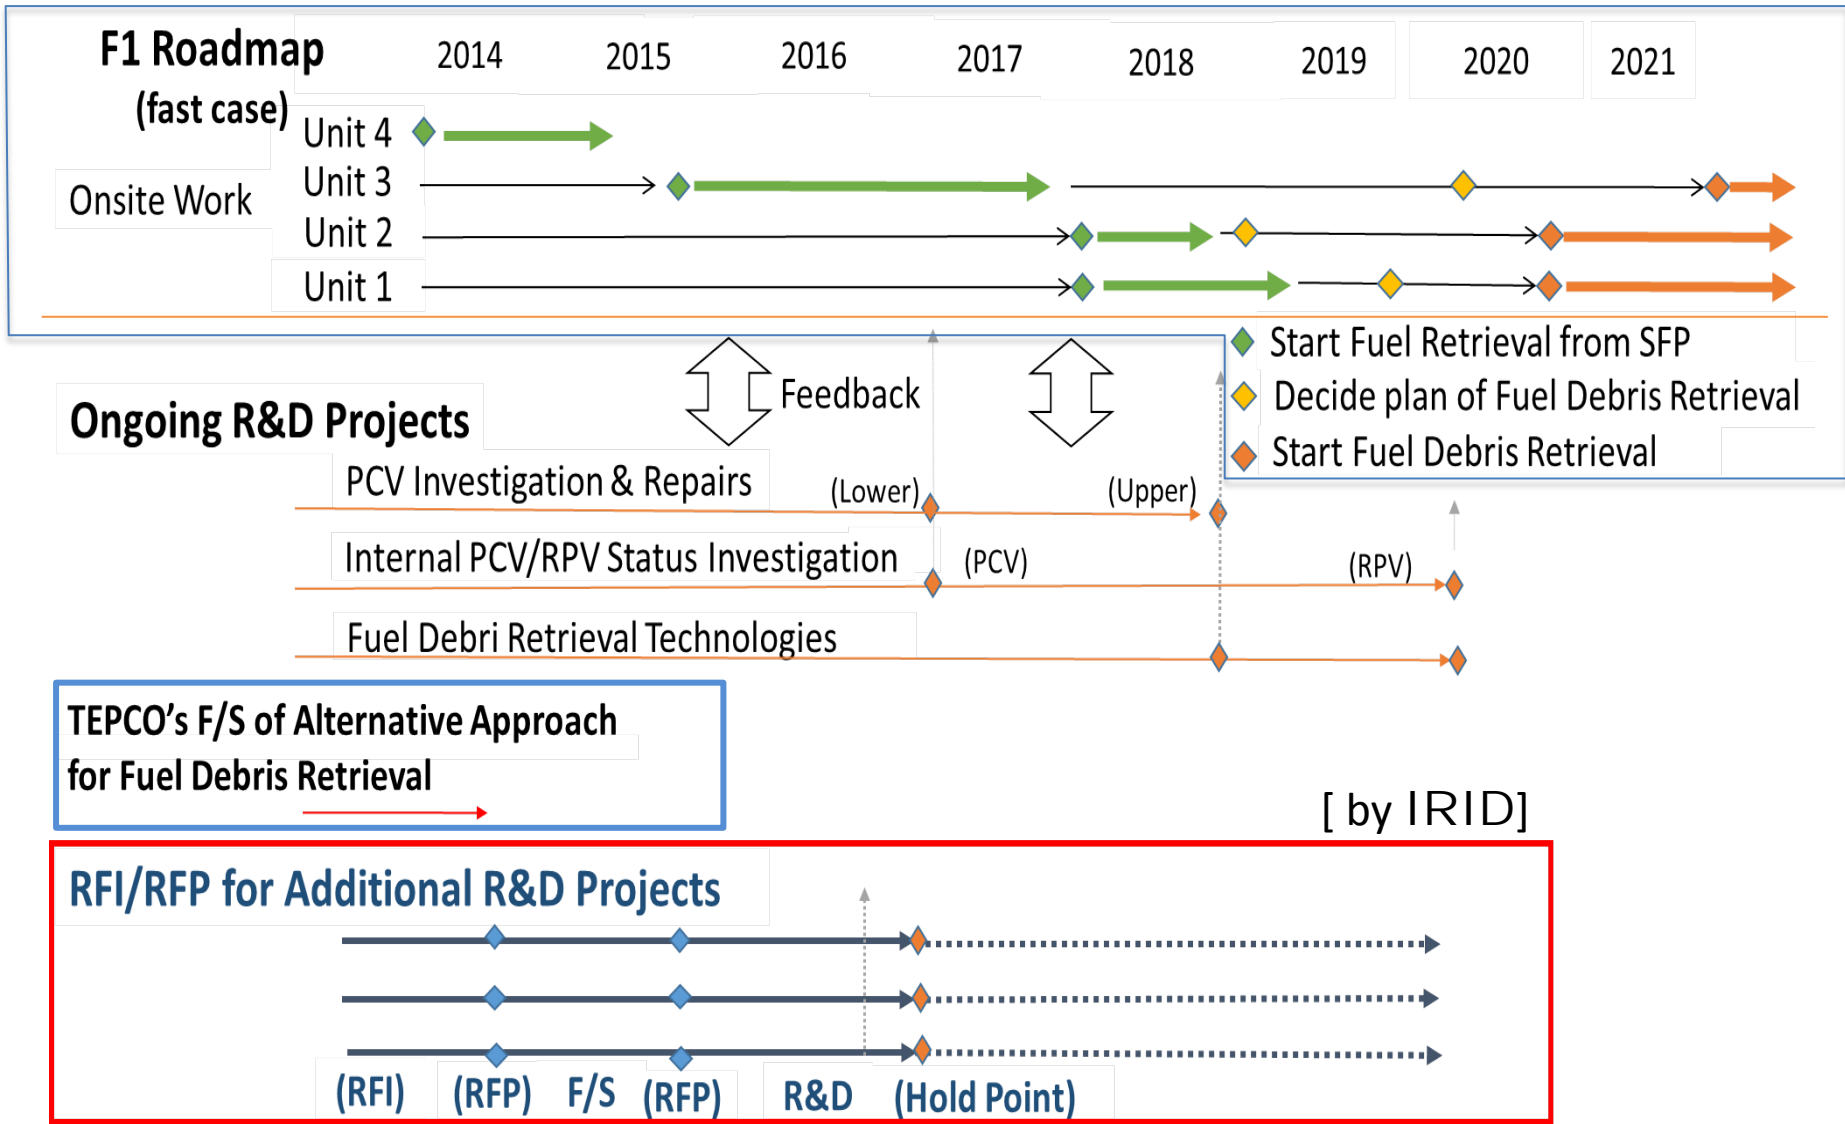 F1 Roadmap
(fast case)
2014 2015 2016 2017 2018 2019 2020 2021
Onsite Work
Unit 4
Unit 3
Unit 2
Unit 1
Start Fuel Retrieval from SFP
Decide plan of Fuel Debris Retrieval
Start Fuel Debris Retrieval
Feedback
Ongoing R&D Projects
PCV Investigation & Repairs
(Lower)
(Upper)
Internal PCV/RPV Status Investigation
(PCV)
(RPV)
Fuel Debri Retrieval Technologies
TEPCO’s F/S of Alternative Approach
for Fuel Debris Retrieval
[ by IRID]
RFI/RFP for Additional R&D Projects
(RFI) (RFP) F/S (RFP) R&D (Hold Point)